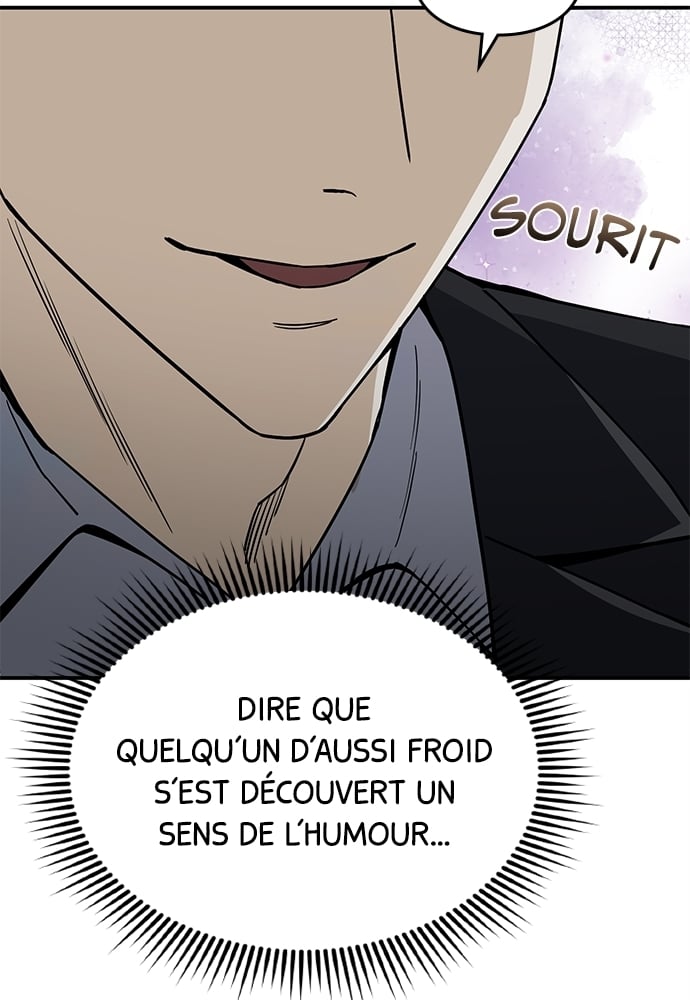 SOURIT
DIRE QUE
QUELQU'UN D'AUSSI FROID
S'EST DÉCOUVERT UN
SENS DE L'HUMOUR...